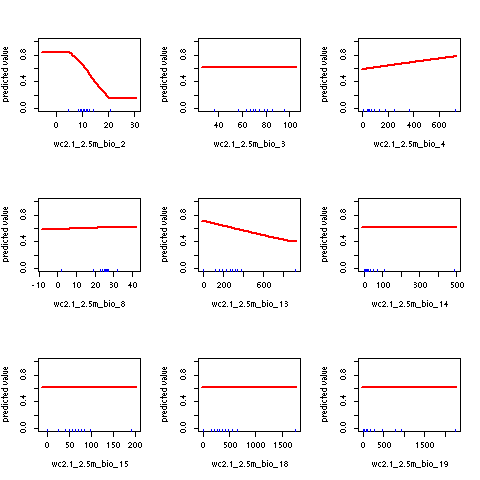 predicted value
0.0 0.4 0.8
0 10 20 30
wc2.1_2.5m_bio_2
predicted value
0.0 0.4 0.8
40 60 80 100
wc2.1_2.5m_bio_3
predicted value
0.0 0.4 0.8
0 200 400 600
wc2.1_2.5m_bio_4
predicted value
0.0 0.4 0.8
-10 0 10 20 30 40
wc2.1_2.5m_bio_8
predicted value
0.0 0.4 0.8
0 200 600
wc2.1_2.5m_bio_13
predicted value
0.0 0.4 0.8
0 100 200 300 400 500
wc2.1_2.5m_bio_14
predicted value
0.0 0.4 0.8
0 50 100 150 200
wc2.1_2.5m_bio_15
predicted value
0.0 0.4 0.8
0 500 1000 1500
wc2.1_2.5m_bio_18
predicted value
0.0 0.4 0.8
0 500 1500
wc2.1_2.5m_bio_19